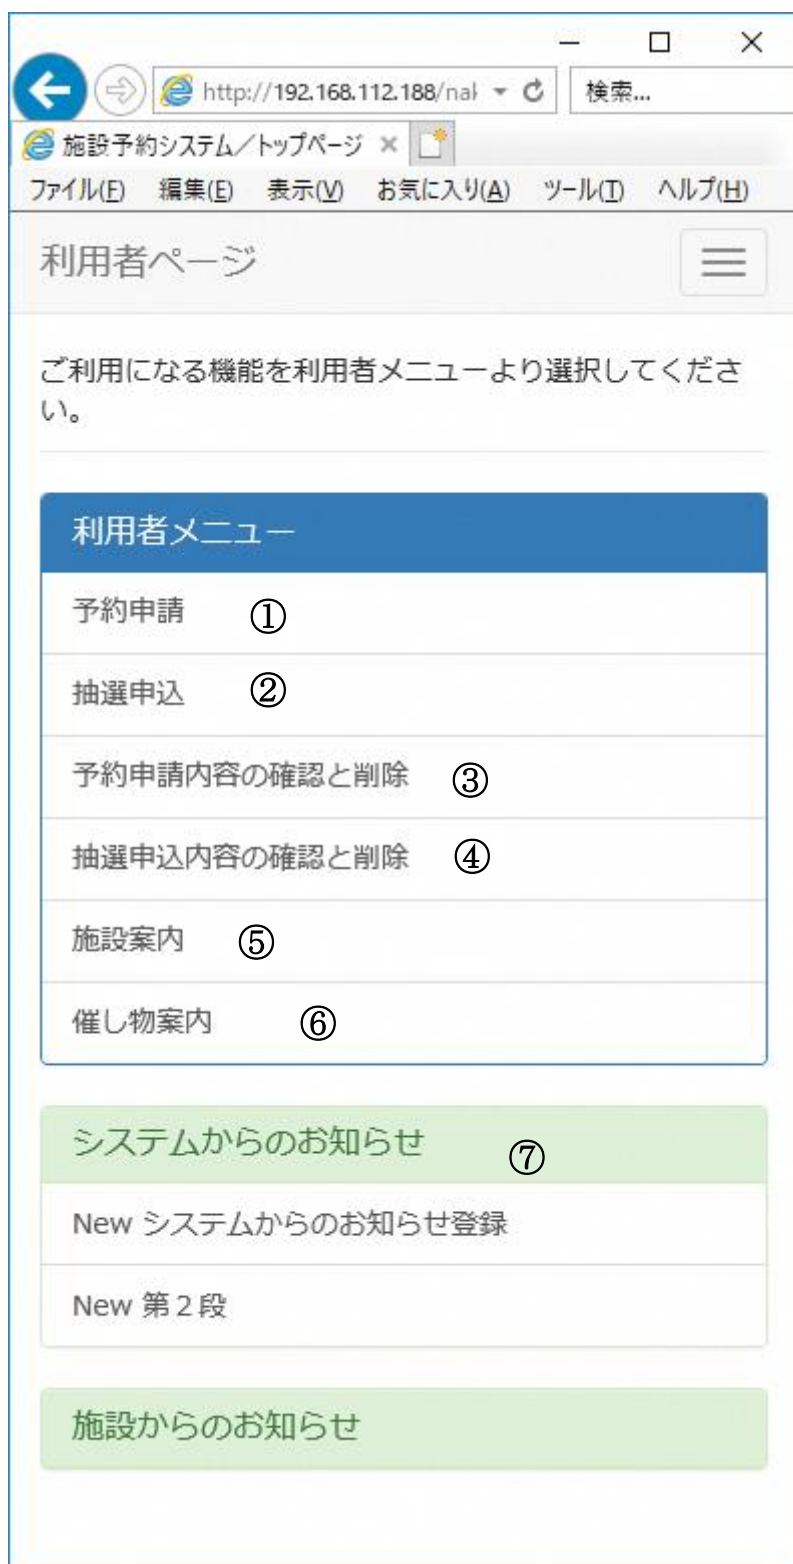 http://192.168.112.188/nal
検索...
施設予約システム／トップページ
ファイル(F) 編集(E) 表示(V) お気に入り(A) ツール(T) ヘルプ(H)
利用者ページ
ご利用になる機能を利用者メニューより選択してくださ
い。
利用者メニュー
予約申請 ①
抽選申込 ②
予約申請内容の確認と削除 ③
抽選申込内容の確認と削除 ④
施設案内 ⑤
催し物案内 ⑥
システムからのお知らせ ⑦
New システムからのお知らせ登録
New 第２段
施設からのお知らせ